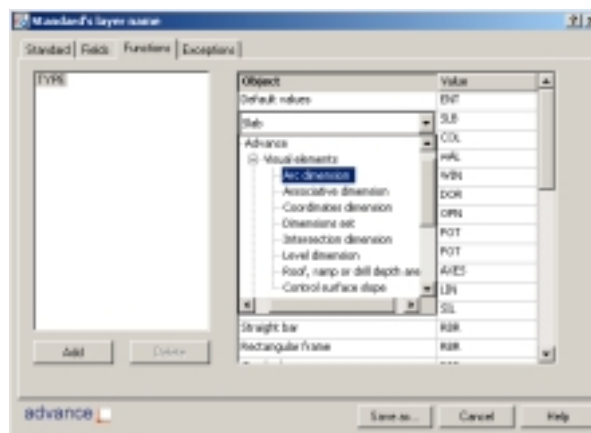 Standard's layer name
Standard Fields Functions Exceptions
TYPE
Object Value
Default values ENT
Slab SLB
Advance COL
Visual elements WAL
Arc dimension WIN
Associative dimension DOR
Coordinates dimension OPN
Dimensions set POT
Intersection dimension POT
Level dimension AXES
Roof, ramp or drill depth ane
Control surface slope LIN
SIL
Straight bar RBR
Rectangular frame RBR
Add Delete
advance
Save as... Cancel Help